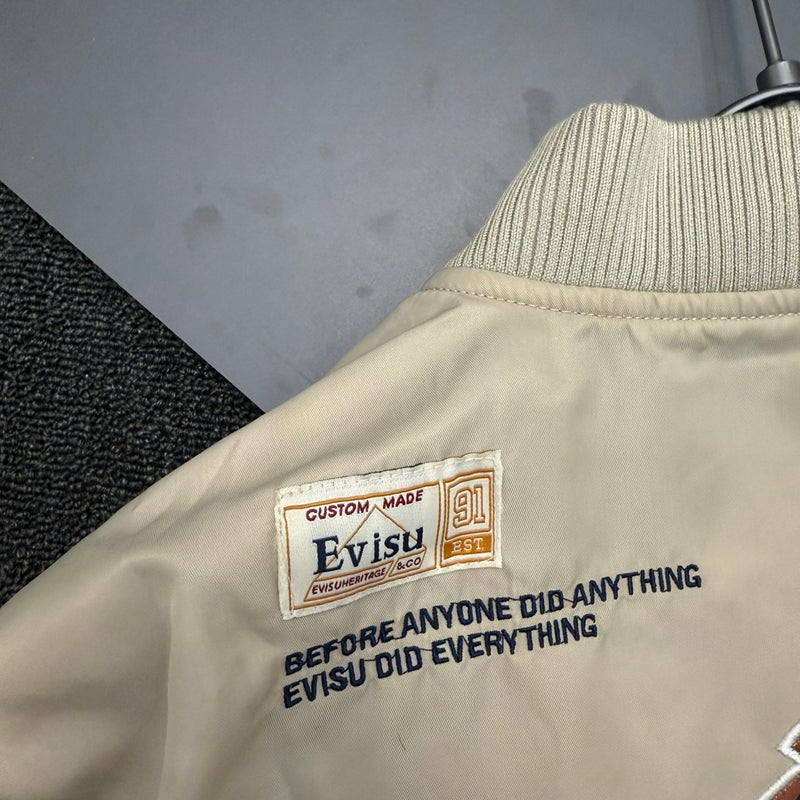 CUSTOM MADE
Evisu
EVISUHERITAGE &CO
91
EST.
BEFORE ANYONE DID ANYTHING
EVISU DID EVERYTHING